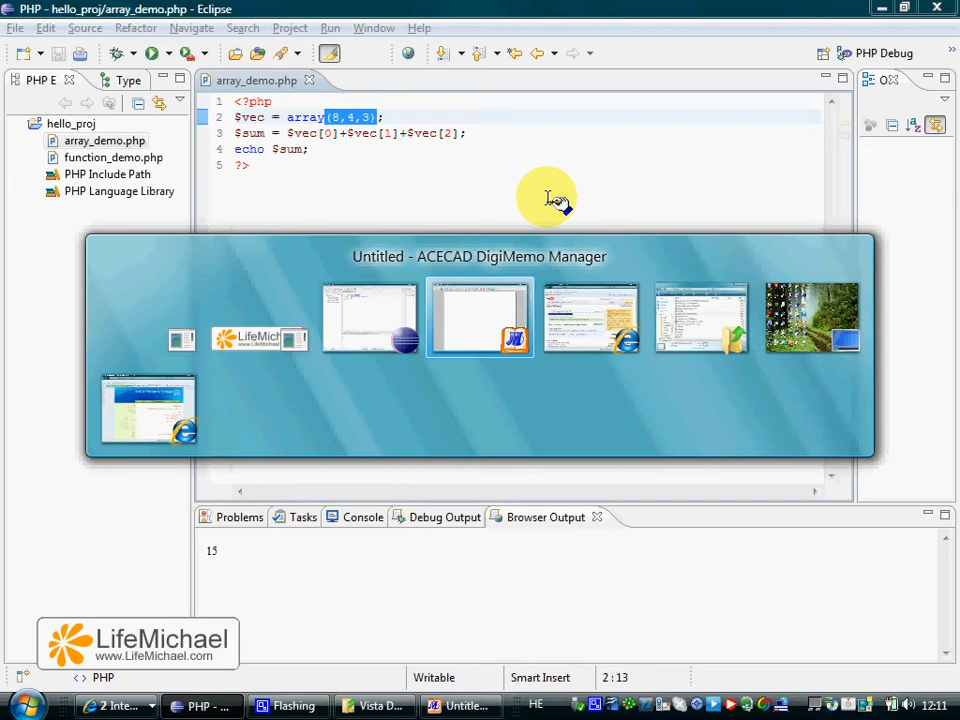 PHP - hello_proj/array_demo.php - Eclipse
File Edit Source Refactor Navigate Search Project Run Window Help
PHP Debug
PHP E Type
array_demo.php
O
hello_proj
array_demo.php
function_demo.php
PHP Include Path
PHP Language Library
1 <?php
2 $vec = array(8,4,3);
3 $sum = $vec[0]+$vec[1]+$vec[2];
4 echo $sum;
5 ?>
Untitled - ACECAD DigiMemo Manager
LifeMich
Problems Tasks Console Debug Output Browser Output
15
LifeMichael
www.LifeMichael.com
PHP Writable Smart Insert 2 : 13
2 Inte... PHP - ... Flashing Vista D... Untitle... HE 12:11